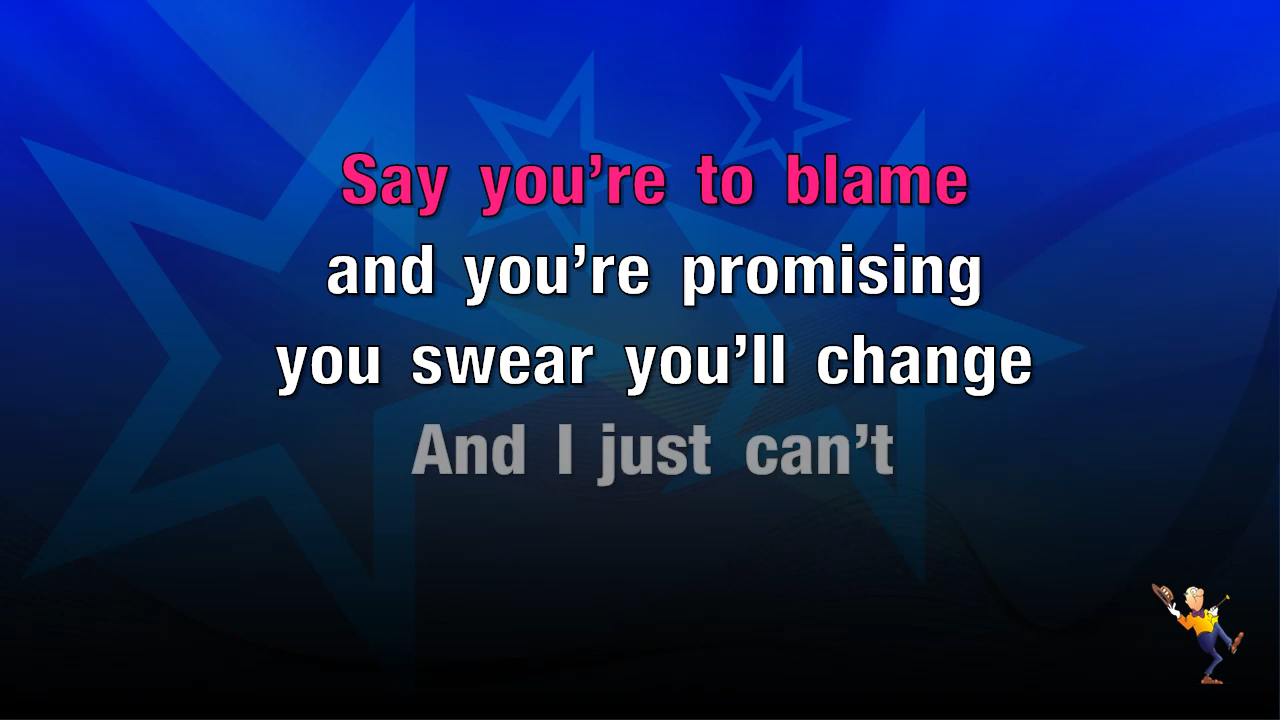 Say you’re to blame
and you’re promising
you swear you’ll change
And I just can’t